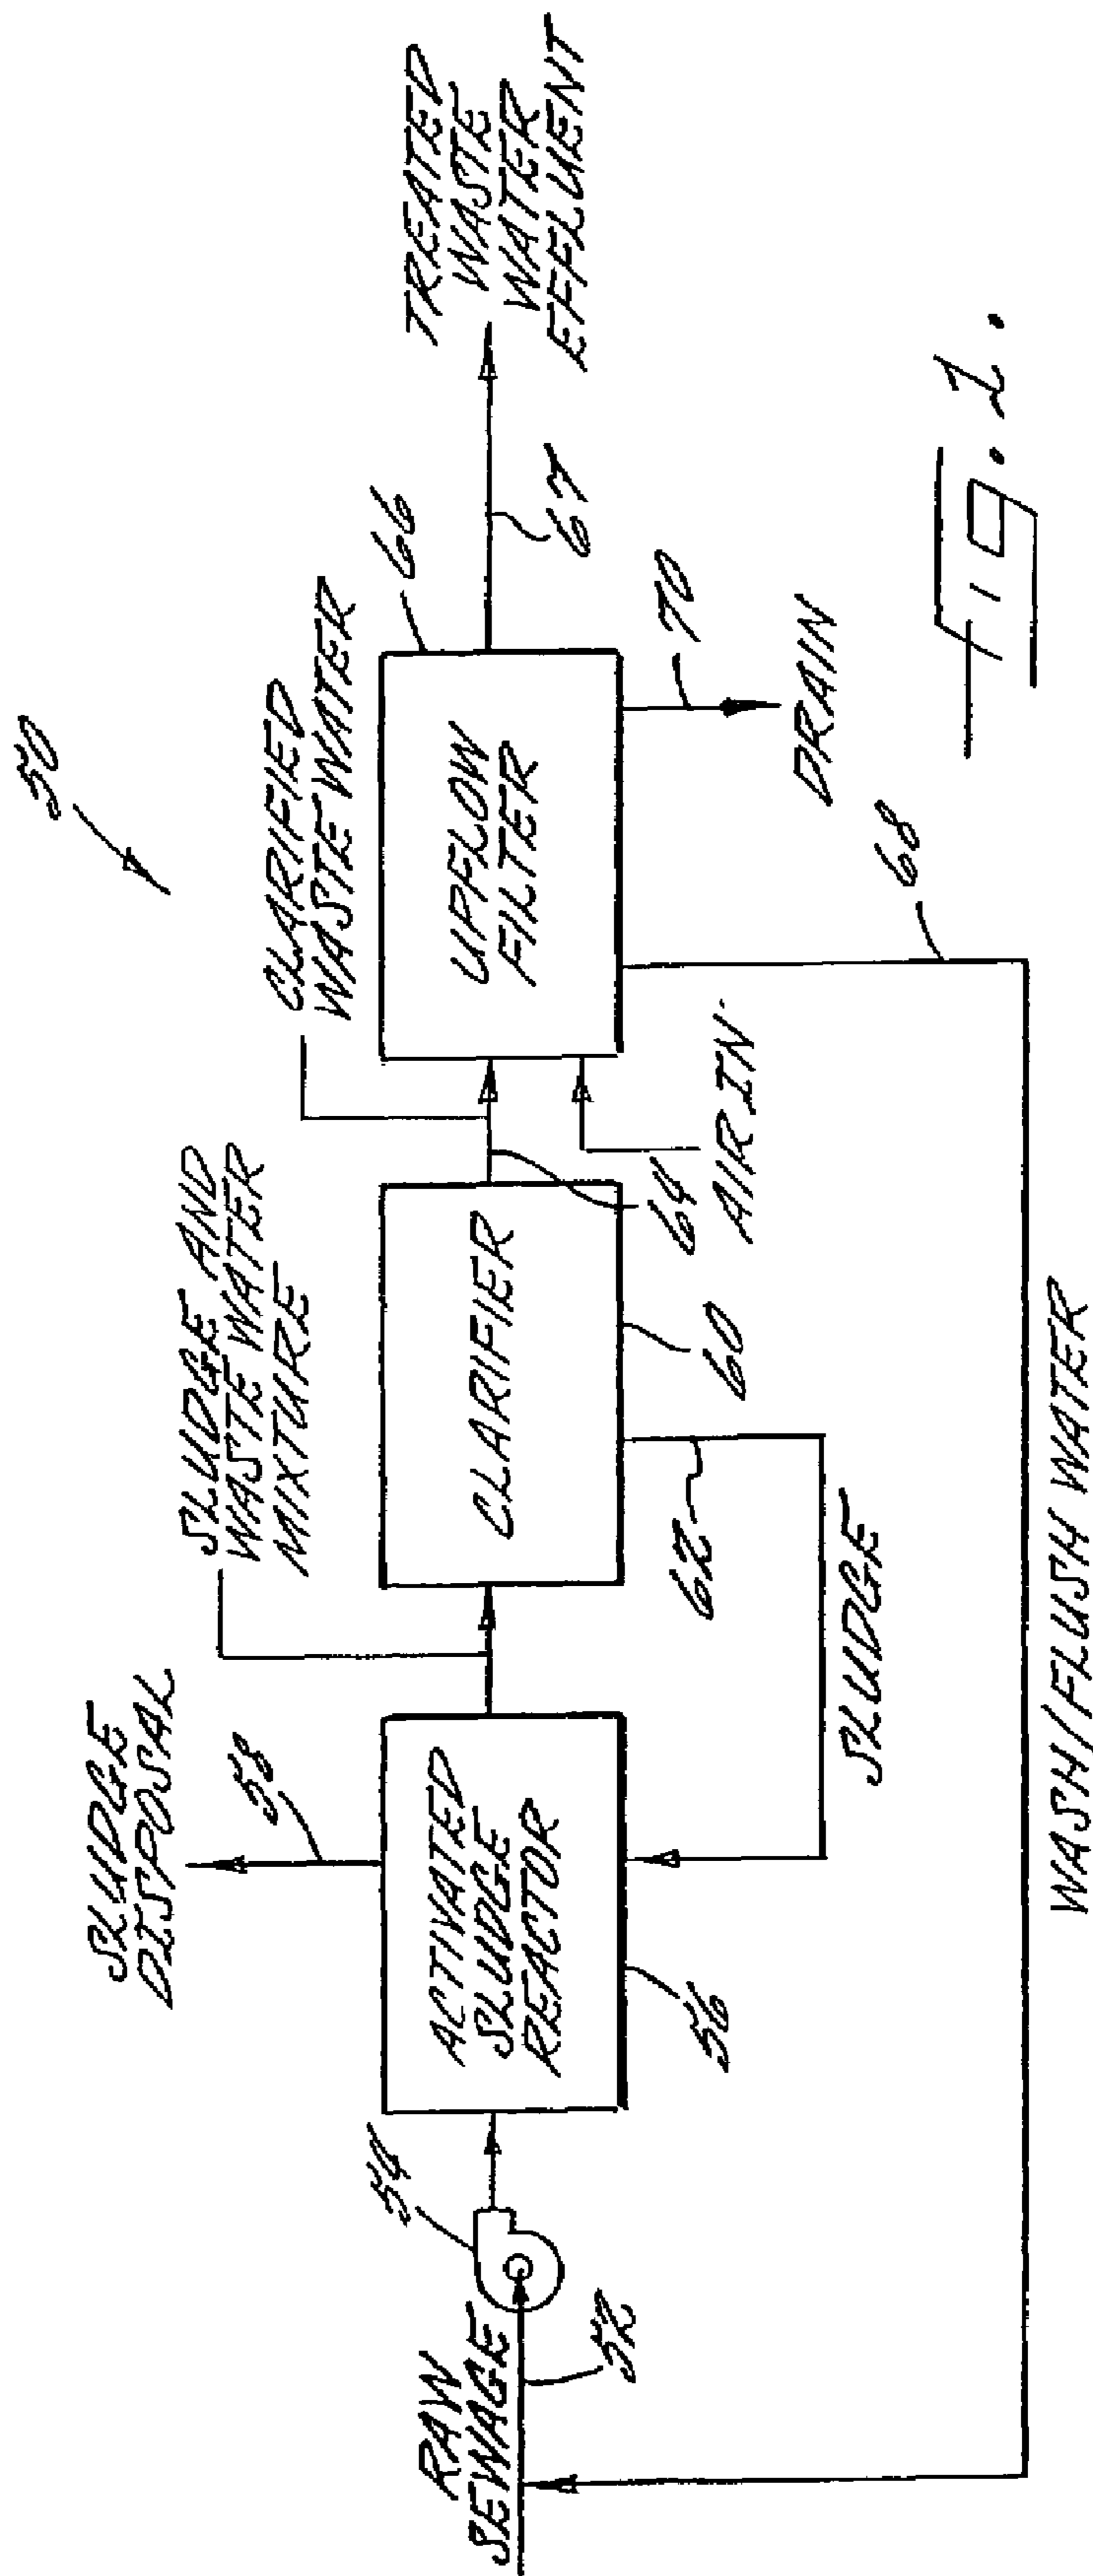 50
SLUDGE
DISPOSAL
58
SLUDGE AND
WASTE WATER
MIXTURE
CLARIFIED
WASTE WATER
66
TREATED
WASTE
WATER
EFFLUENT
RAW
SEWAGE
52
54
ACTIVATED
SLUDGE
REACTOR
56
CLARIFIER
60
62
SLUDGE
64
AIR IN
UPFLOW
FILTER
67
70
DRAIN
68
WASH/FLUSH WATER
FIG. 1.